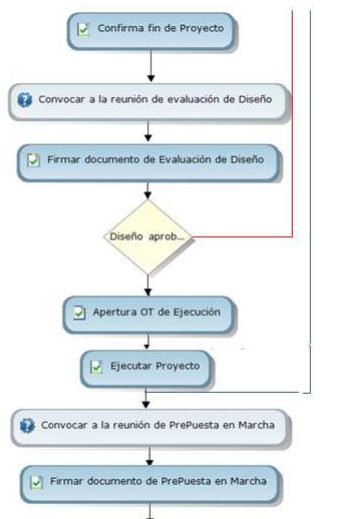 Confirma fin de Proyecto
Convocar a la reunión de evaluación de Diseño
Firmar documento de Evaluación de Diseño
Diseño aprob...
Apertura OT de Ejecución
Ejecutar Proyecto
Convocar a la reunión de PrePuesta en Marcha
Firmar documento de PrePuesta en Marcha